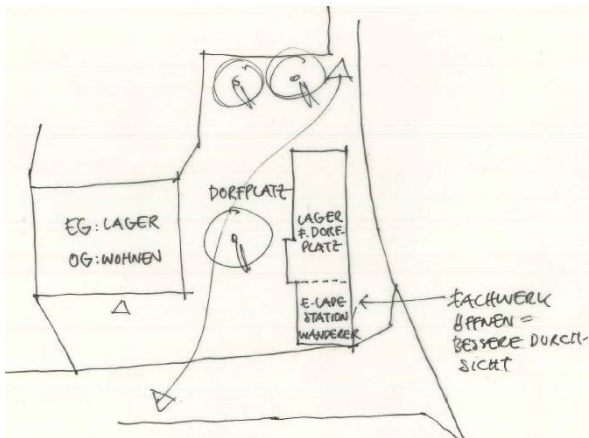 DORFPLATZ
EG: LAGER
OG: WOHNEN
LAGER
F. DORF-
PLATZ
E-LADE
STATION
WANDERER
FACHWERK
ÖFFNEN =
BESSERE DURCH-
SICHT